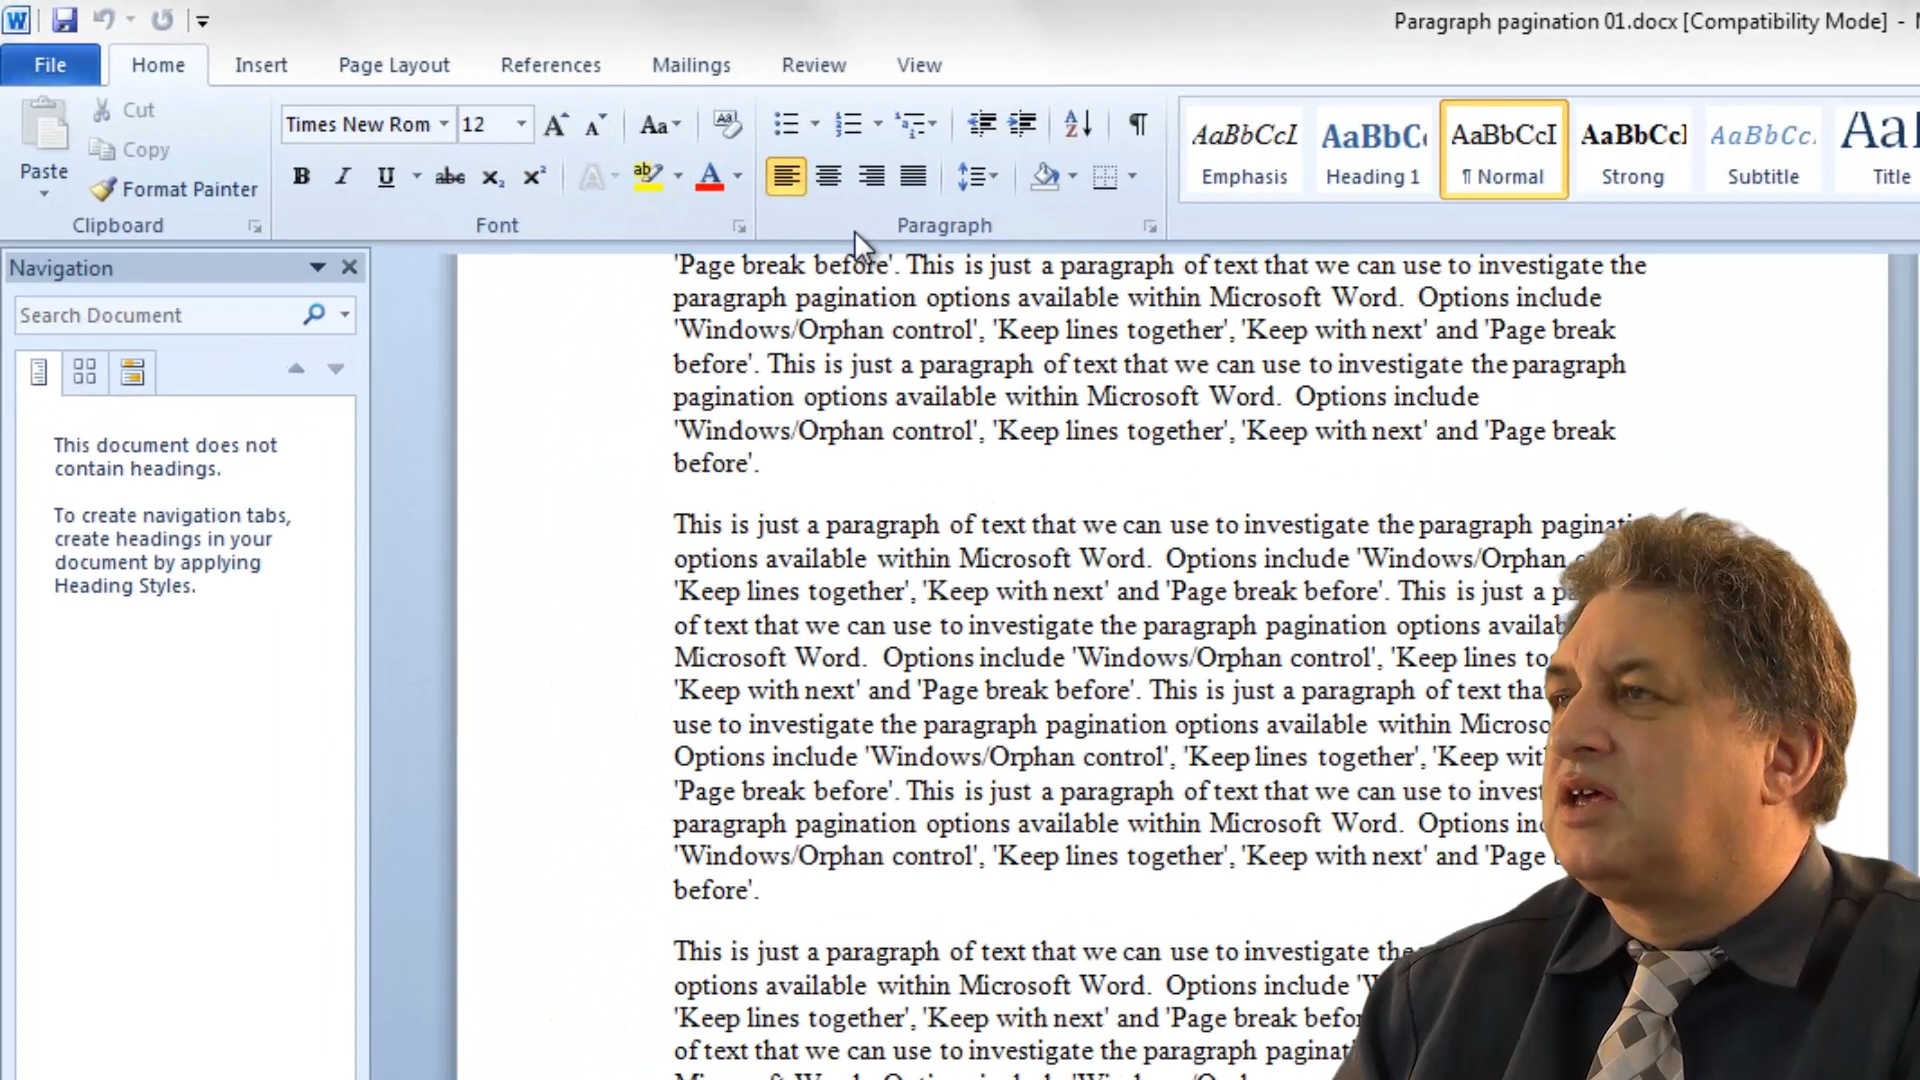 Paragraph pagination 01.docx [Compatibility Mode] -
File Home Insert Page Layout References Mailings Review View
Cut
Copy
Paste
Format Painter
Clipboard
Times New Rom 12
Aa
B I U abc x₂ x² A ab A
Font
Paragraph
AaBbCcI AaBbC AaBbCcI AaBbCcl AaBbCc. AaI
Emphasis Heading 1 ¶ Normal Strong Subtitle Title
Navigation
Search Document
This document does not
contain headings.
To create navigation tabs,
create headings in your
document by applying
Heading Styles.
'Page break before'. This is just a paragraph of text that we can use to investigate the
paragraph pagination options available within Microsoft Word.  Options include
'Windows/Orphan control', 'Keep lines together', 'Keep with next' and 'Page break
before'. This is just a paragraph of text that we can use to investigate the paragraph
pagination options available within Microsoft Word.  Options include
'Windows/Orphan control', 'Keep lines together', 'Keep with next' and 'Page break
before'.
This is just a paragraph of text that we can use to investigate the paragraph
options available within Microsoft Word.  Options include 'Windows/Orphan
'Keep lines together', 'Keep with next' and 'Page break before'. This is just a
of text that we can use to investigate the paragraph pagination options
Microsoft Word.  Options include 'Windows/Orphan control', 'Keep lines
'Keep with next' and 'Page break before'. This is just a paragraph of text
use to investigate the paragraph pagination options available within
Options include 'Windows/Orphan control', 'Keep lines together', 'Keep
'Page break before'. This is just a paragraph of text that we can use to
paragraph pagination options available within Microsoft Word.  Options
'Windows/Orphan control', 'Keep lines together', 'Keep with next' and 'Page
before'.
This is just a paragraph of text that we can use to investigate the
options available within Microsoft Word.  Options include
'Keep lines together', 'Keep with next' and 'Page break
of text that we can use to investigate the paragraph